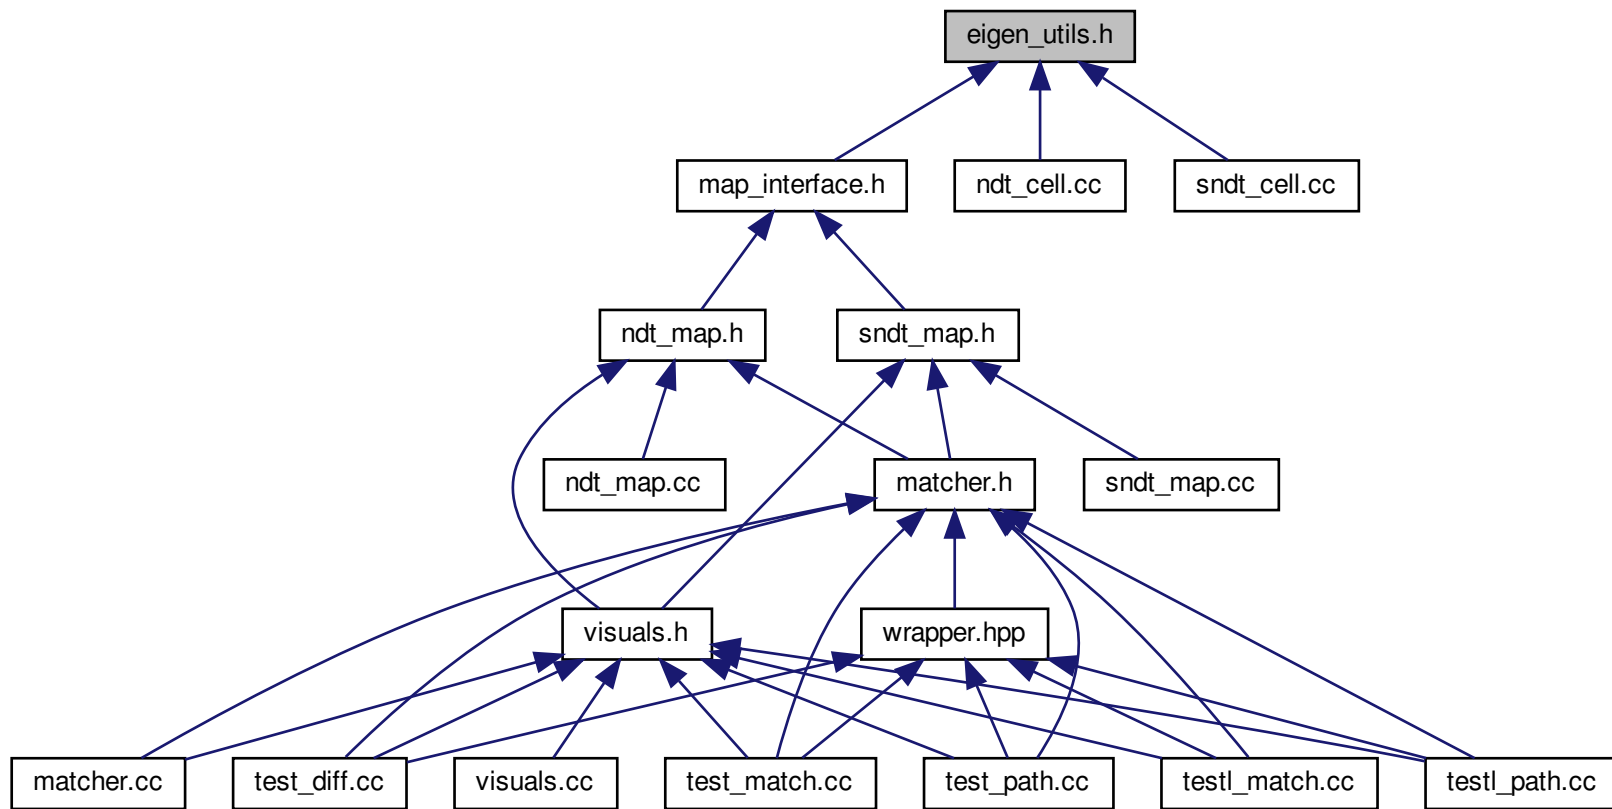 eigen_utils.h
map_interface.h
ndt_cell.cc
sndt_cell.cc
ndt_map.h
sndt_map.h
ndt_map.cc
matcher.h
sndt_map.cc
visuals.h
wrapper.hpp
matcher.cc
test_diff.cc
visuals.cc
test_match.cc
test_path.cc
testl_match.cc
testl_path.cc